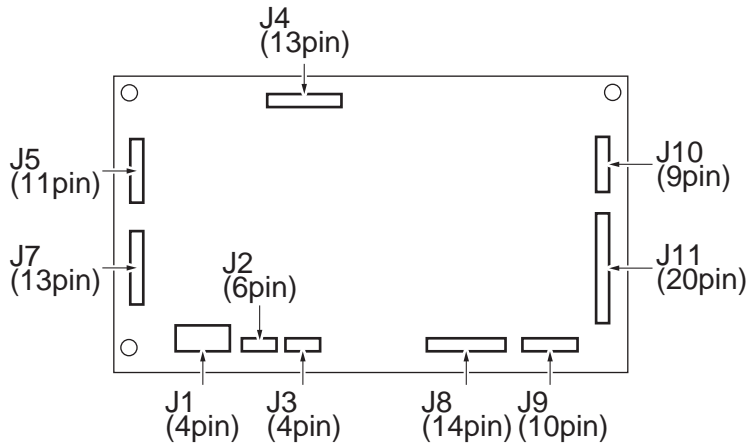 J4
(13pin)
J5
(11pin)
J10
(9pin)
J7
(13pin)
J2
(6pin)
J11
(20pin)
J1
(4pin)
J3
(4pin)
J8
(14pin)
J9
(10pin)